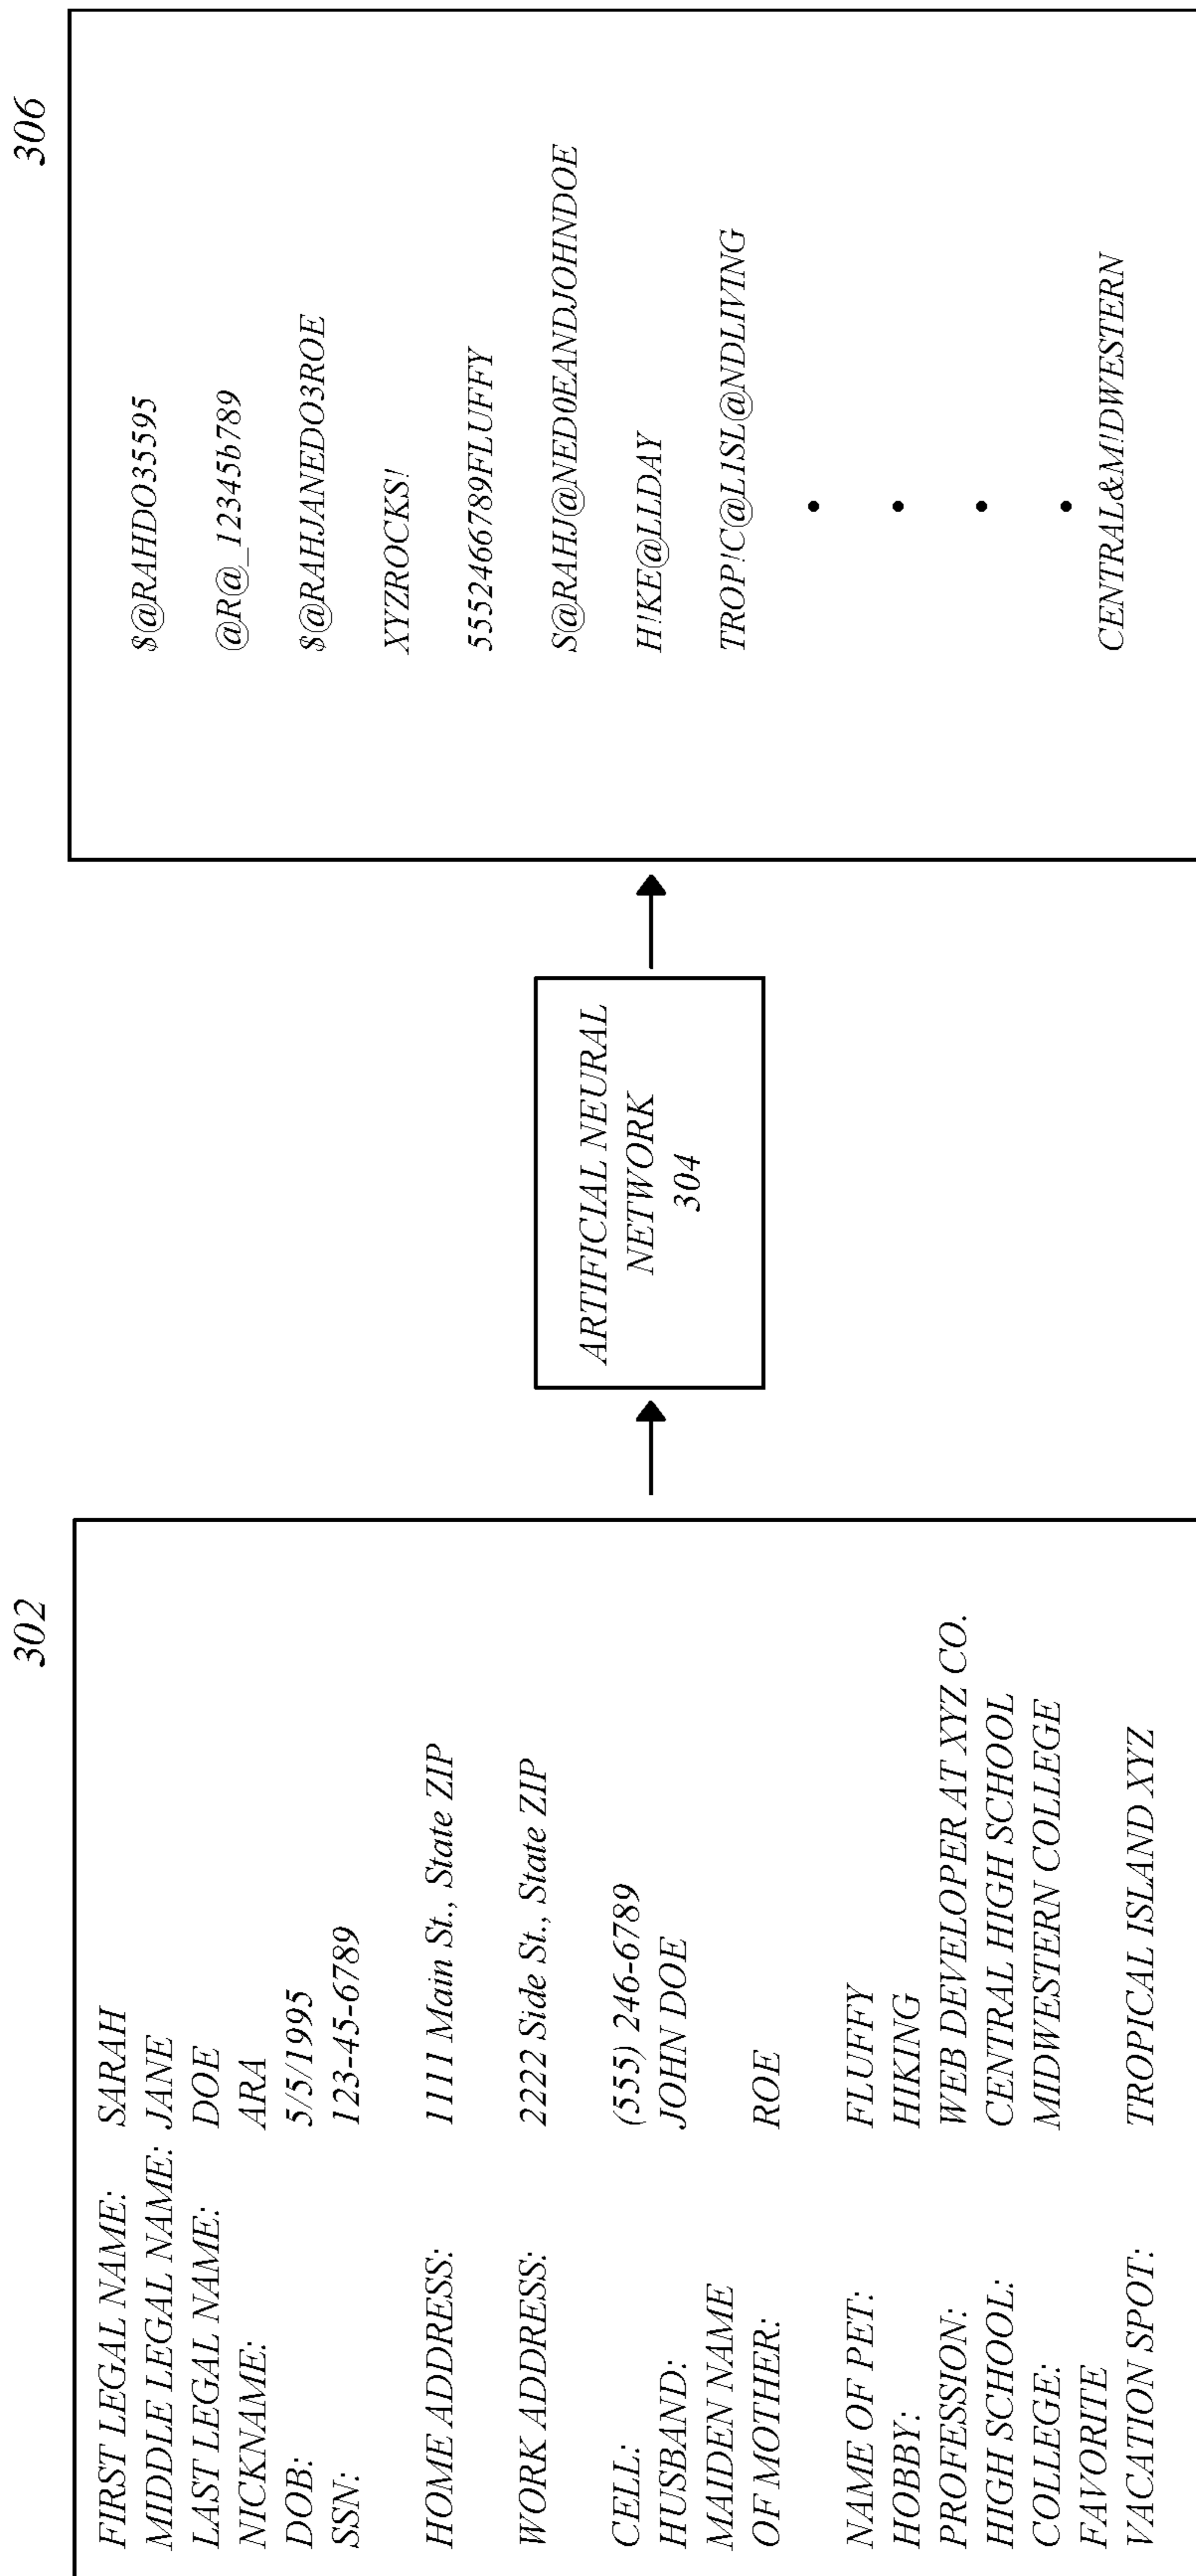 302
FIRST LEGAL NAME: SARAH
MIDDLE LEGAL NAME: JANE
LAST LEGAL NAME: DOE
NICKNAME: ARA
DOB: 5/5/1995
SSN: 123-45-6789
HOME ADDRESS: 1111 Main St., State ZIP
WORK ADDRESS: 2222 Side St., State ZIP
CELL: (555) 246-6789
HUSBAND: JOHN DOE
MAIDEN NAME
OF MOTHER: ROE
NAME OF PET: FLUFFY
HOBBY: HIKING
PROFESSION: WEB DEVELOPER AT XYZ CO.
HIGH SCHOOL: CENTRAL HIGH SCHOOL
COLLEGE: MIDWESTERN COLLEGE
FAVORITE
VACATION SPOT: TROPICAL ISLAND XYZ
ARTIFICIAL NEURAL
NETWORK
304
306
$@RAHDO35595
@R@_12345b789
$@RAHJANEDO3ROE
XYZROCKS!
5552466789FLUFFY
S@RAHJ@NED0EANDJOHNDOE
H!KE@LLDAY
TROP!C@L1SL@NDLIVING
CENTRAL&M!DWESTERN